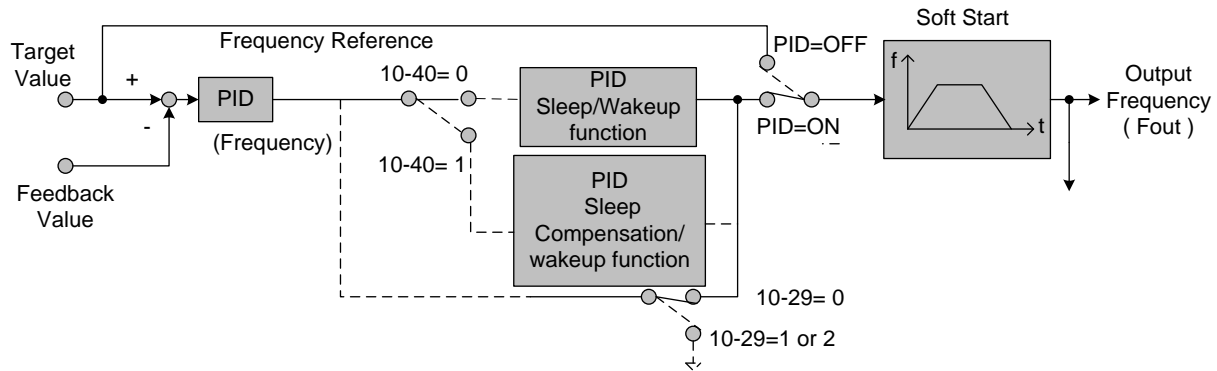 Soft Start
Frequency Reference
PID=OFF
Target
Value
+
-
PID
(Frequency)
10-40= 0
10-40= 1
PID
Sleep/Wakeup
function
PID
Sleep
Compensation/
wakeup function
PID=ON
f
t
Output
Frequency
( Fout )
Feedback
Value
10-29= 0
10-29=1 or 2